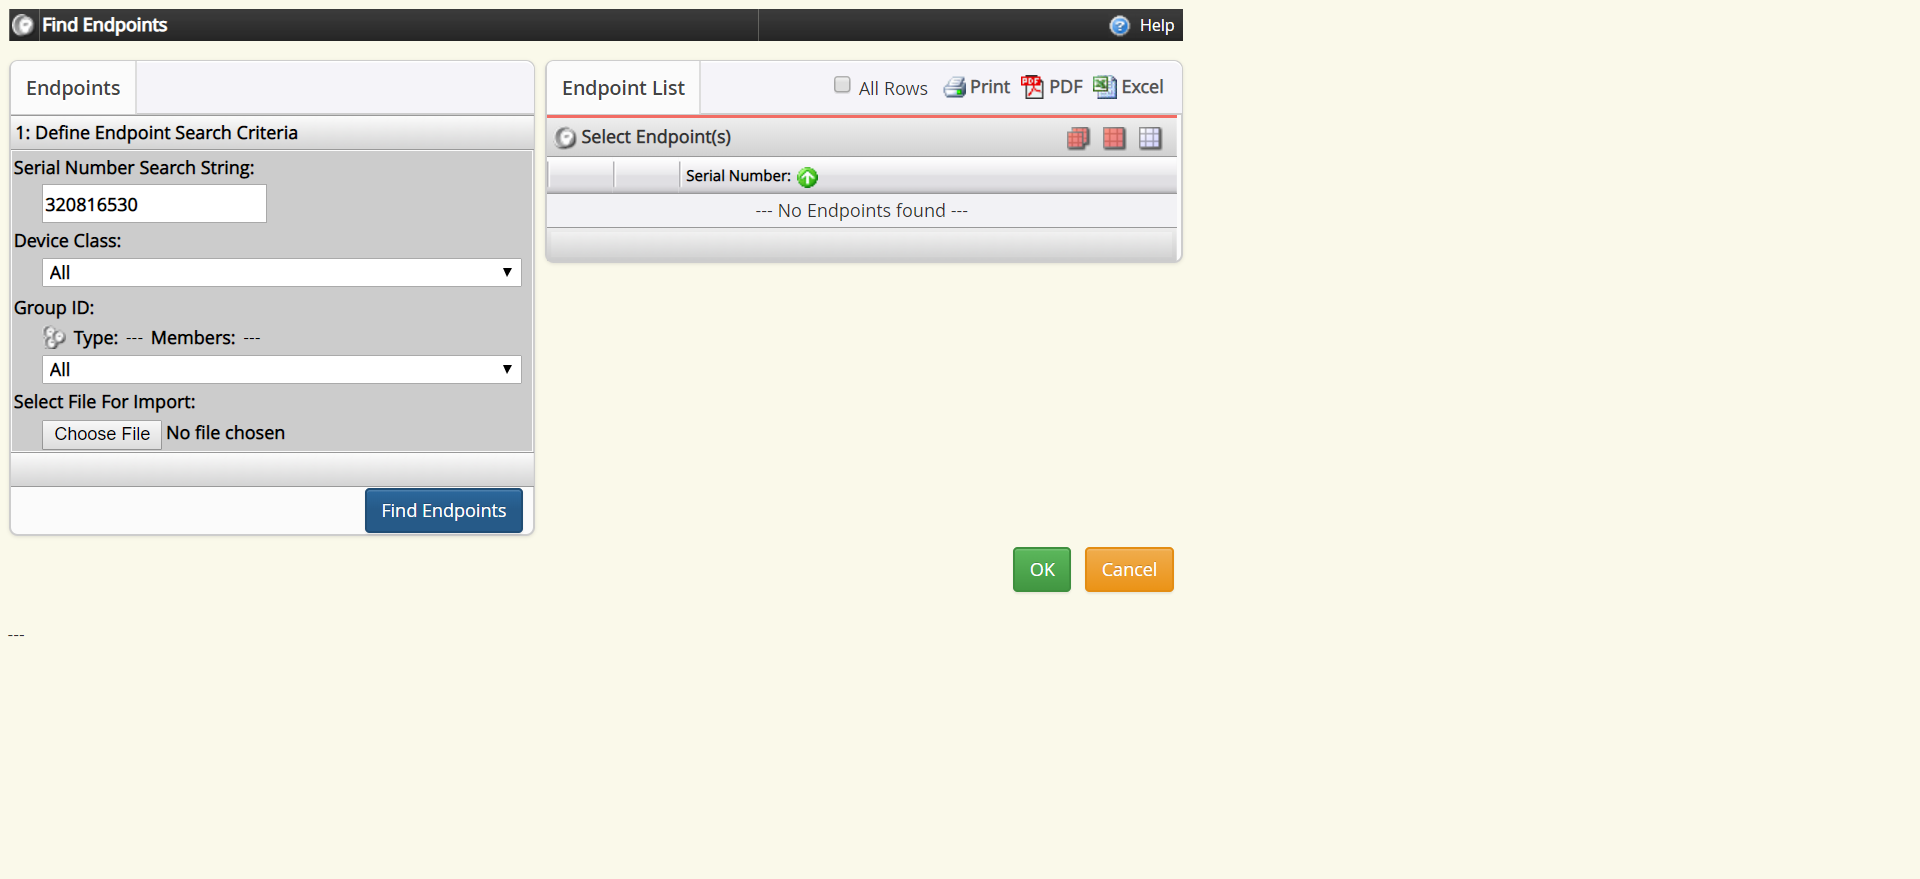 Find Endpoints
Help
Endpoints
1: Define Endpoint Search Criteria
Serial Number Search String:
320816530
Device Class:
All
Group ID:
Type: --- Members: ---
All
Select File For Import:
Choose File No file chosen
Find Endpoints
Endpoint List
All Rows Print PDF Excel
Select Endpoint(s)
Serial Number:
--- No Endpoints found ---
OK Cancel
---